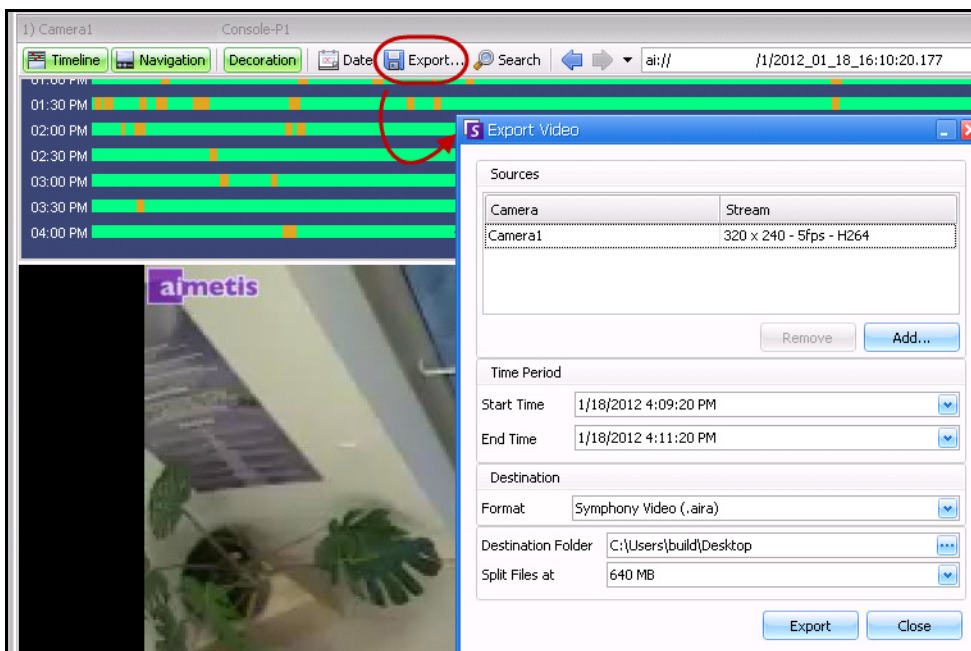 1) Camera1 Console-P1
Timeline Navigation Decoration Date Export... Search ai:// /1/2012_01_18_16:10:20.177
01:00 PM
01:30 PM
02:00 PM
02:30 PM
03:00 PM
03:30 PM
04:00 PM
aimetis
Export Video
Sources
Camera Stream
Camera1 320 x 240 - 5fps - H264
Remove Add...
Time Period
Start Time 1/18/2012 4:09:20 PM
End Time 1/18/2012 4:11:20 PM
Destination
Format Symphony Video (.aira)
Destination Folder C:\Users\build\Desktop
Split Files at 640 MB
Export Close